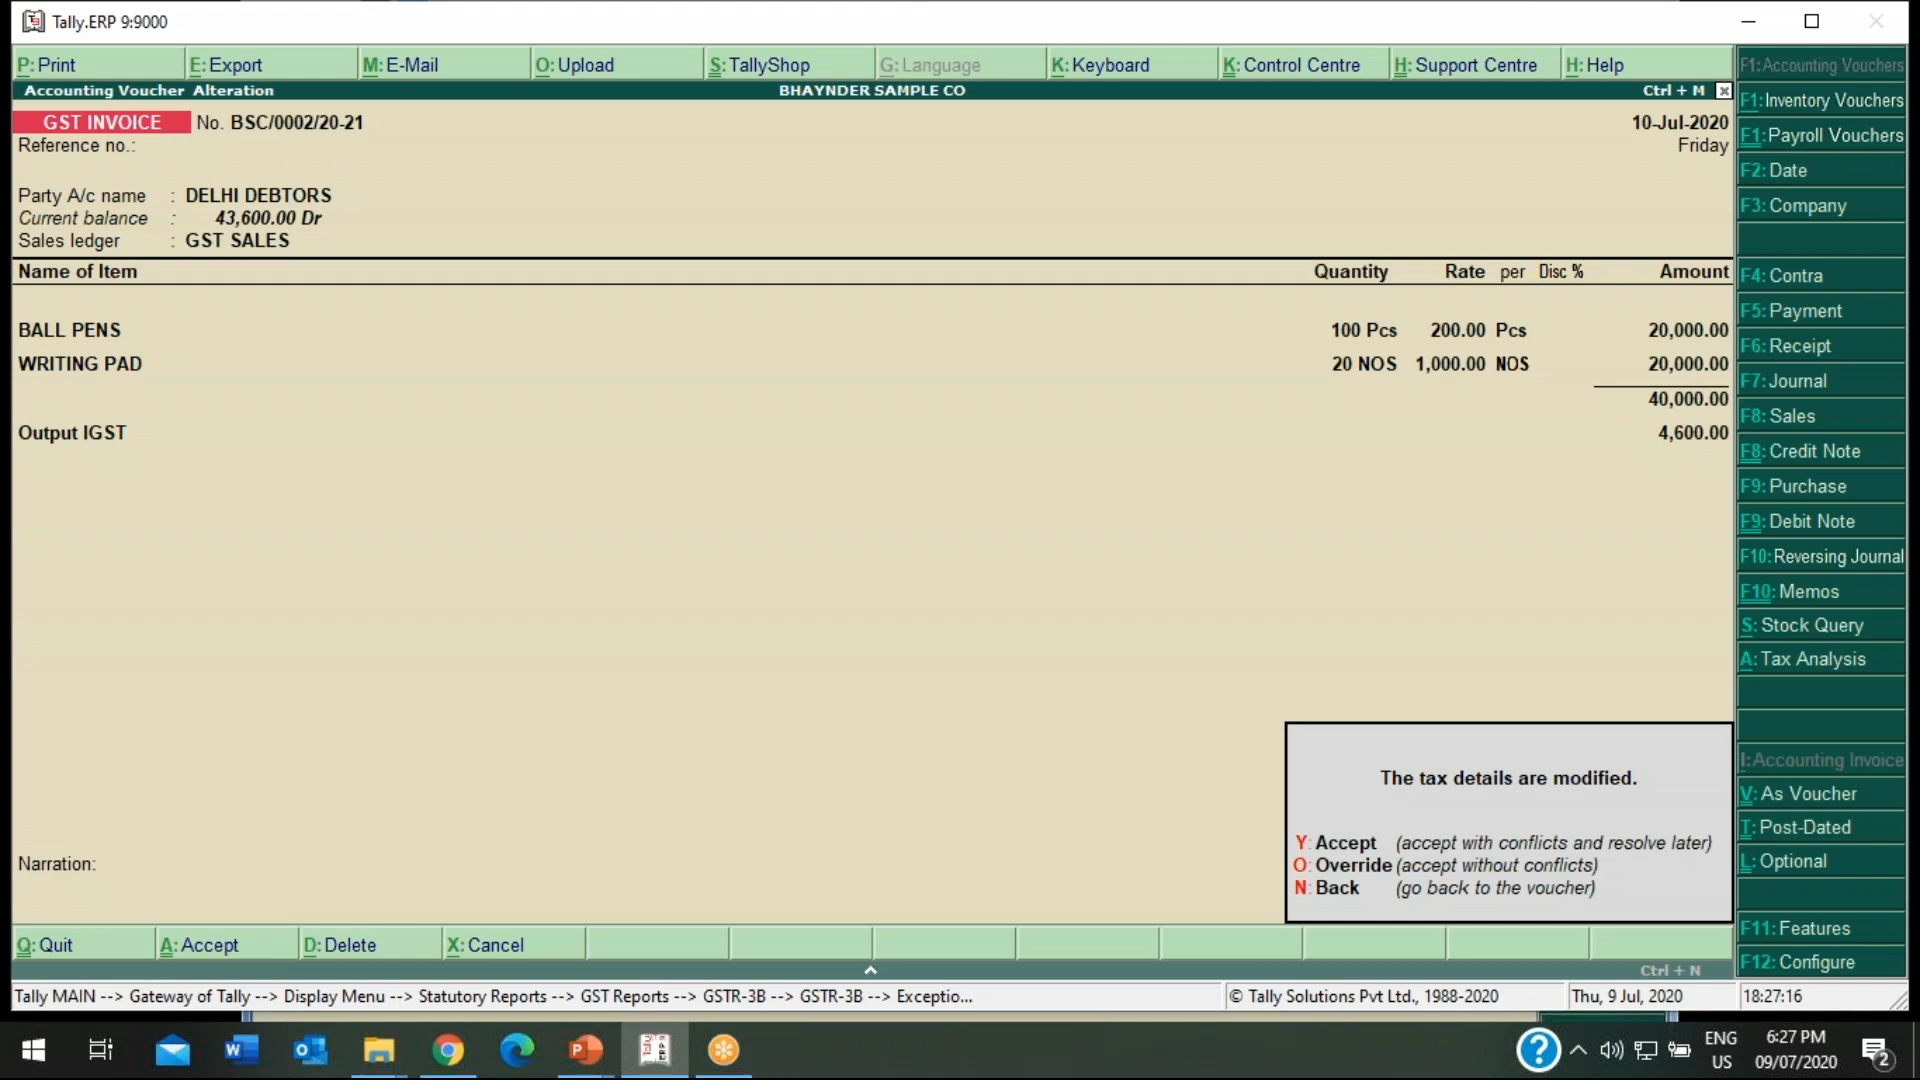 Tally.ERP 9:9000
P: Print E: Export M: E-Mail O: Upload S: TallyShop G: Language K: Keyboard K: Control Centre H: Support Centre H: Help
Accounting Voucher Alteration BHAYNDER SAMPLE CO Ctrl + M
GST INVOICE No. BSC/0002/20-21 10-Jul-2020
Reference no.: Friday
Party A/c name : DELHI DEBTORS
Current balance : 43,600.00 Dr
Sales ledger : GST SALES
Name of Item Quantity Rate per Disc % Amount
BALL PENS 100 Pcs 200.00 Pcs 20,000.00
WRITING PAD 20 NOS 1,000.00 NOS 20,000.00
40,000.00
Output IGST 4,600.00
The tax details are modified.
Y: Accept (accept with conflicts and resolve later)
O: Override (accept without conflicts)
N: Back (go back to the voucher)
Narration:
Q: Quit A: Accept D: Delete X: Cancel
Ctrl + N
F1: Accounting Vouchers
F1: Inventory Vouchers
F1: Payroll Vouchers
F2: Date
F3: Company
F4: Contra
F5: Payment
F6: Receipt
F7: Journal
F8: Sales
F8: Credit Note
F9: Purchase
F9: Debit Note
F10: Reversing Journal
F10: Memos
S: Stock Query
A: Tax Analysis
I: Accounting Invoice
V: As Voucher
T: Post-Dated
L: Optional
F11: Features
F12: Configure
Tally MAIN --> Gateway of Tally --> Display Menu --> Statutory Reports --> GST Reports --> GSTR-3B --> GSTR-3B --> Exceptio... © Tally Solutions Pvt Ltd., 1988-2020 Thu, 9 Jul, 2020 18:27:16
ENG 6:27 PM
US 09/07/2020 2